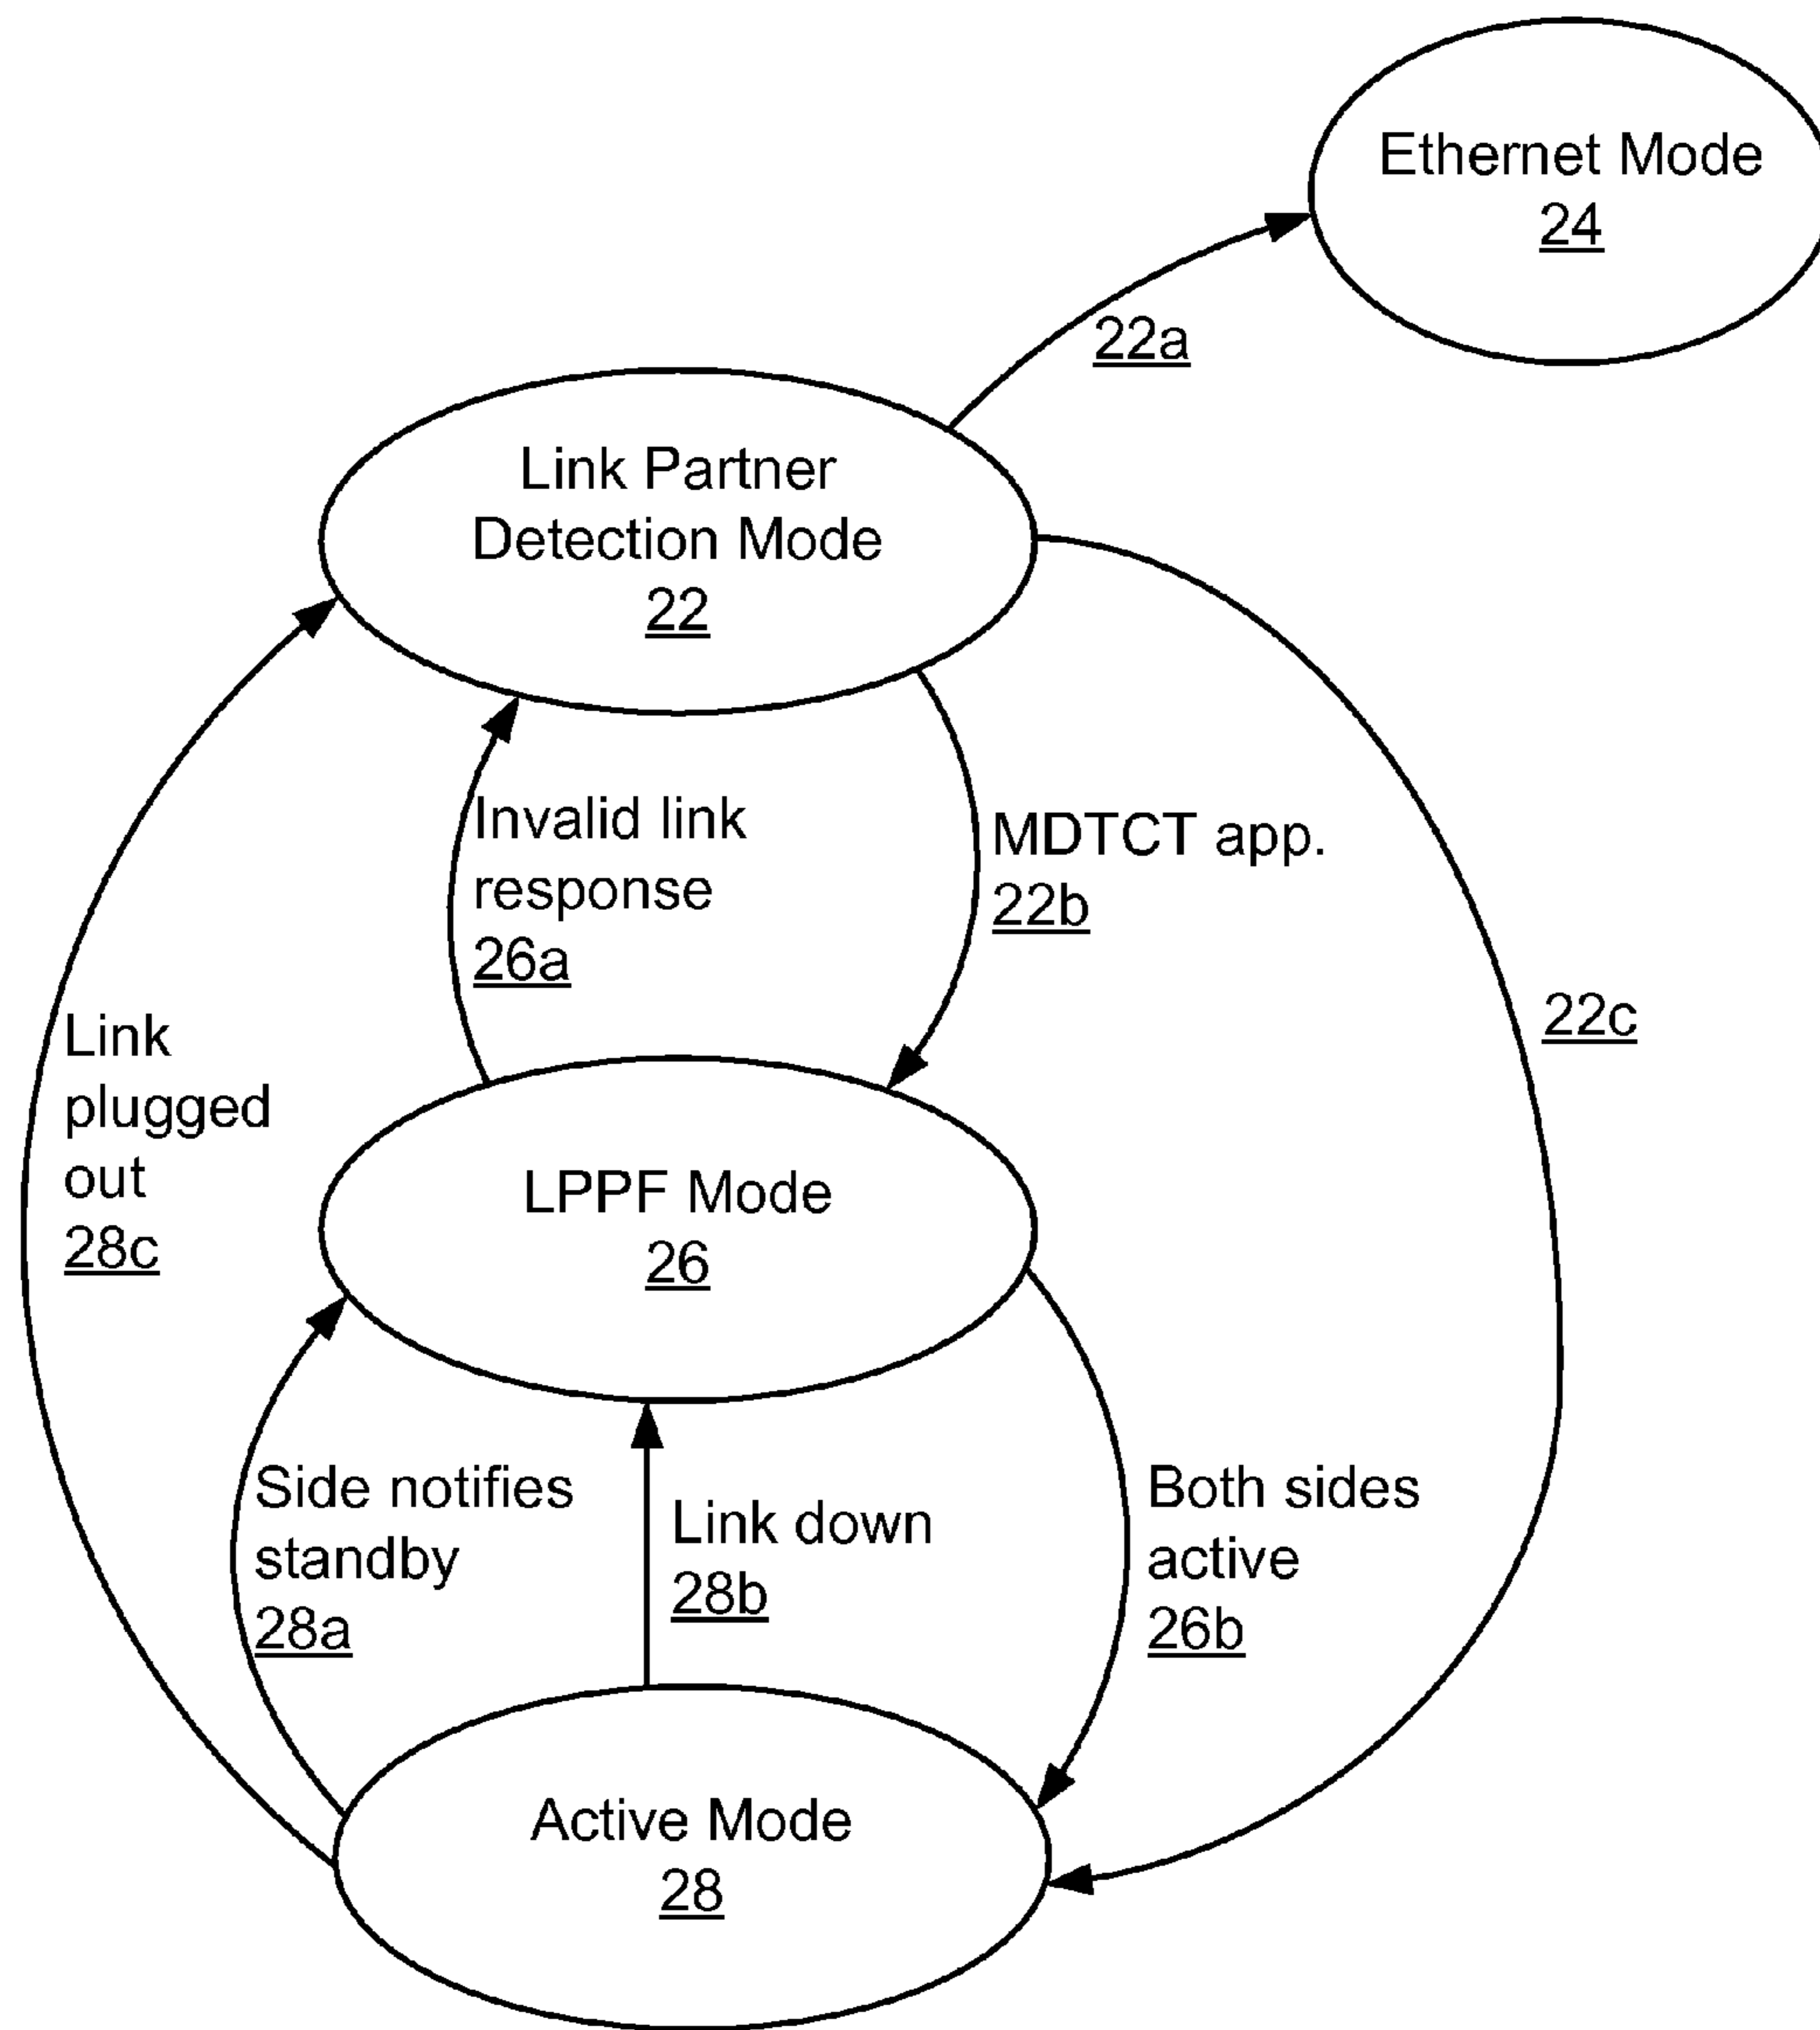 Ethernet Mode
24
22a
Link Partner
Detection Mode
22
Invalid link
response
26a
MDTCT app.
22b
22c
Link
plugged
out
28c
LPPF Mode
26
Side notifies
standby
28a
Link down
28b
Both sides
active
26b
Active Mode
28